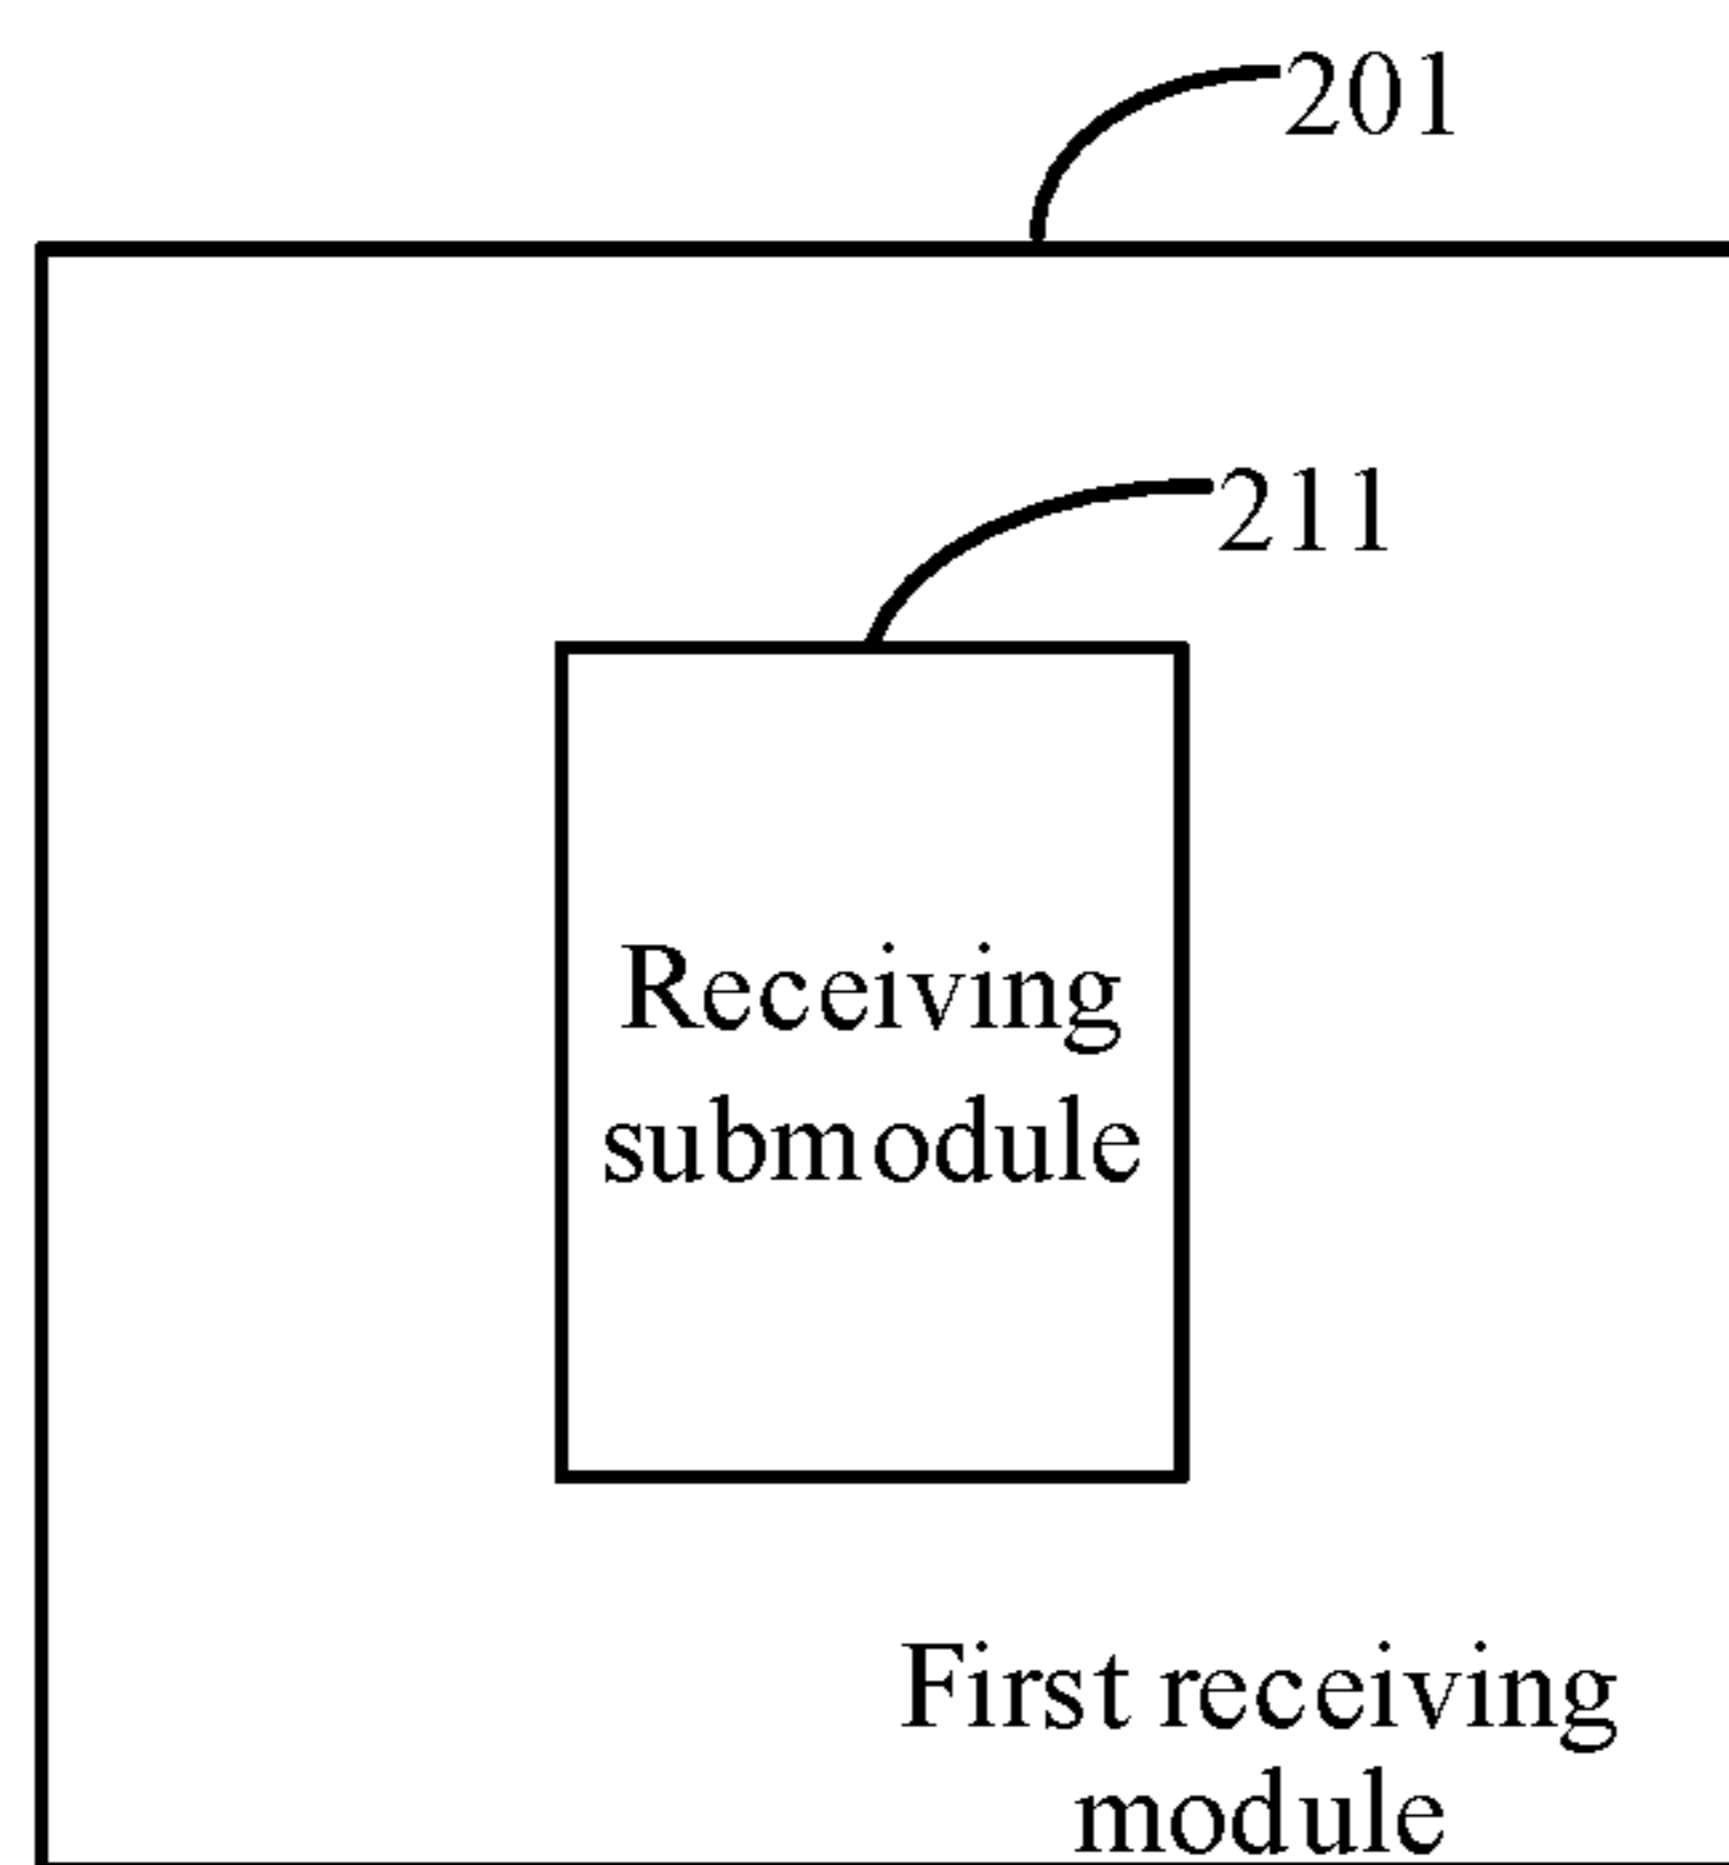 201
211
Receiving
submodule
First receiving
module